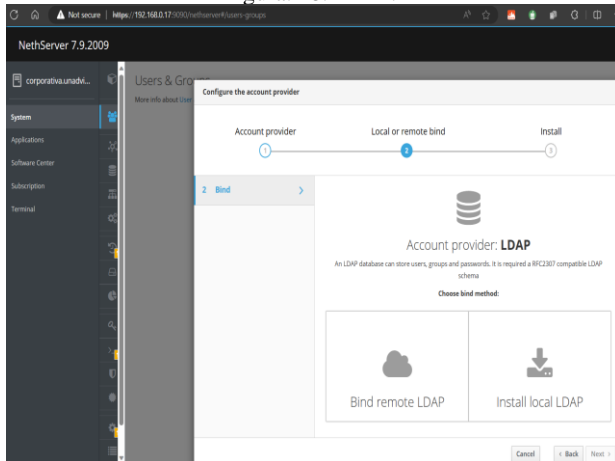 Not secure https://192.168.0.17:9090/nethserver#/users-groups
NethServer 7.9.2009
corporativa.unadvi...
System
Applications
Software Center
Subscription
Terminal
Users & Gro
More info about User
Configure the account provider
Account provider
Local or remote bind
Install
1
2
3
2 Bind
Account provider: LDAP
An LDAP database can store users, groups and passwords. It is required a RFC2307 compatible LDAP
schema
Choose bind method:
Bind remote LDAP
Install local LDAP
Cancel
< Back
Next >